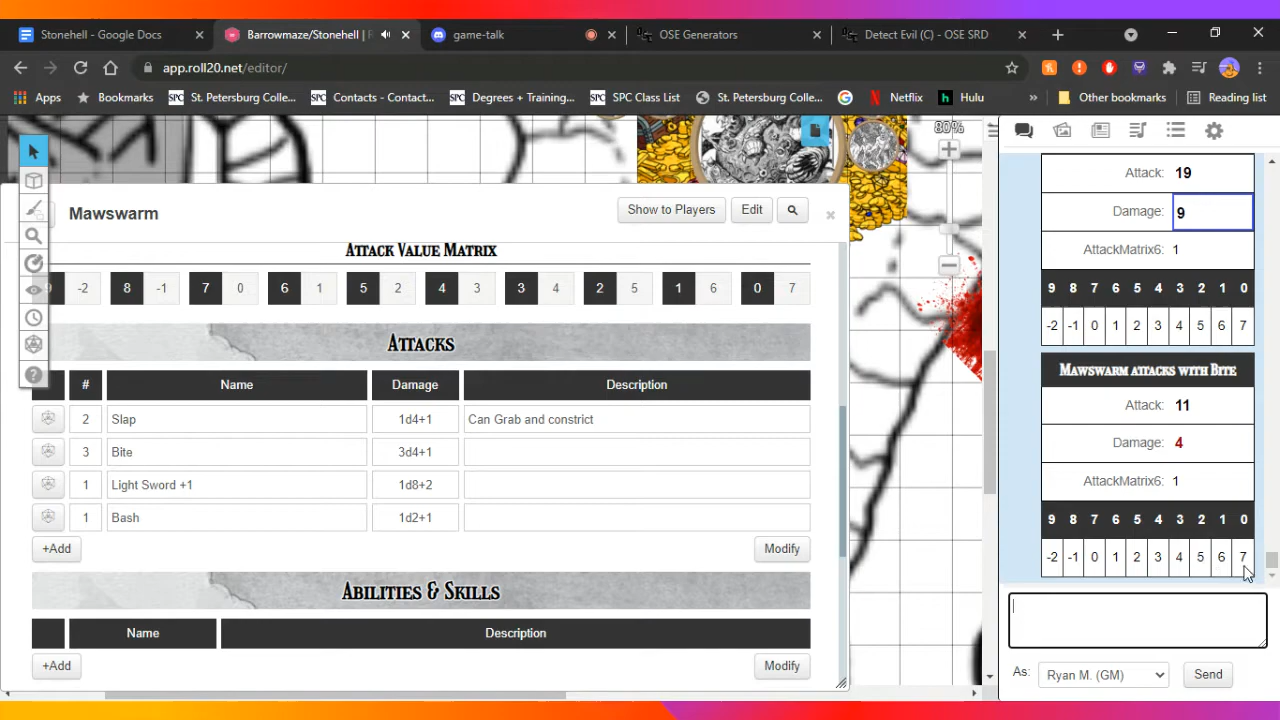 Stonehell - Google Docs
Barrowmaze/Stonehell |
game-talk
OSE Generators
Detect Evil (C) - OSE SRD
app.roll20.net/editor/
Apps
Bookmarks
SPC St. Petersburg Colle...
SPC Contacts - Contact...
SPC Degrees + Training...
SPC SPC Class List
St. Petersburg Colle...
Netflix
h Hulu
»
Other bookmarks
Reading list
80%
Mawswarm
Show to Players
Edit
ATTACK VALUE MATRIX
9 -2 8 -1 7 0 6 1 5 2 4 3 3 4 2 5 1 6 0 7
ATTACKS
# Name Damage Description
2 Slap 1d4+1 Can Grab and constrict
3 Bite 3d4+1
1 Light Sword +1 1d8+2
1 Bash 1d2+1
+Add
Modify
ABILITIES & SKILLS
Name Description
+Add
Modify
Attack: 19
Damage: 9
AttackMatrix6: 1
9 8 7 6 5 4 3 2 1 0
-2 -1 0 1 2 3 4 5 6 7
MAWSWARM ATTACKS WITH BITE
Attack: 11
Damage: 4
AttackMatrix6: 1
9 8 7 6 5 4 3 2 1 0
-2 -1 0 1 2 3 4 5 6 7
As: Ryan M. (GM)
Send